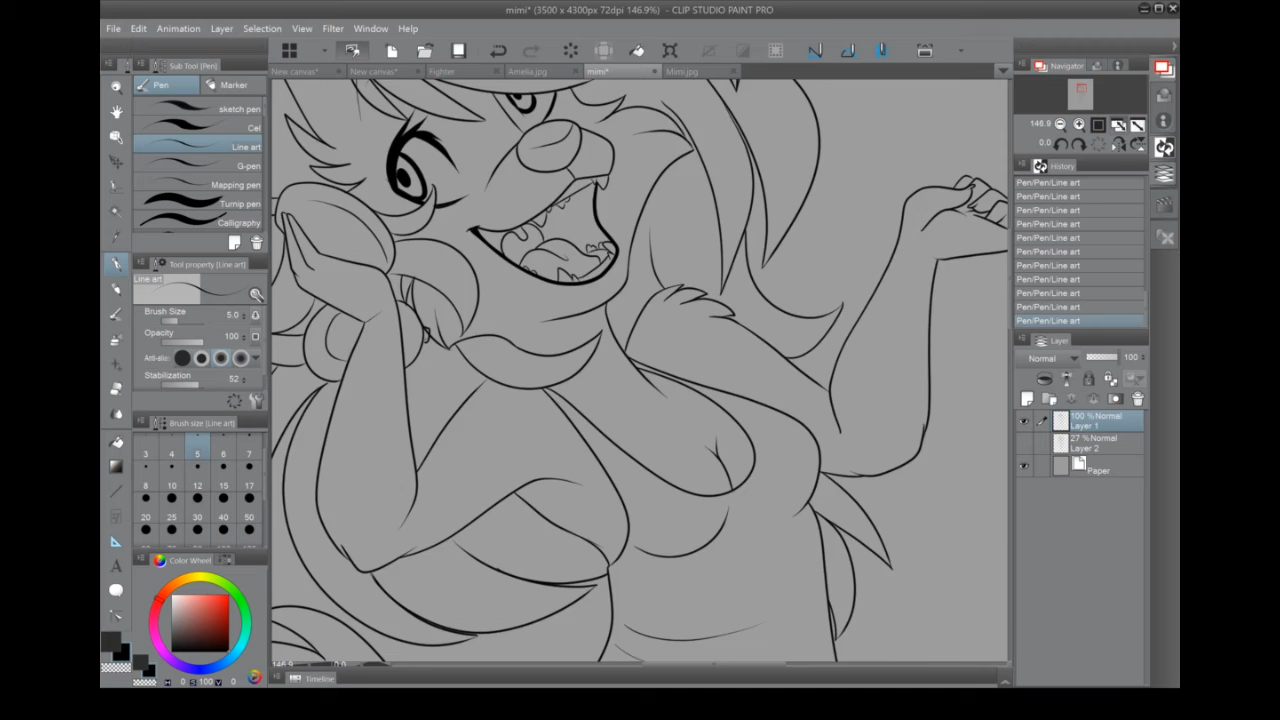 mimi* (3500 x 4300px 72dpi 146.9%) - CLIP STUDIO PAINT PRO
File Edit Animation Layer Selection View Filter Window Help
Sub Tool (Pen)
New canvas* New canvas* Fighter Amelia.jpg mimi* Mimi.jpg
Pen Marker
sketch pen
Cel
Line art
G-pen
Mapping pen
Turnip pen
Calligraphy
Tool property [Line art]
Line art
Brush Size 5.0
Opacity 100
Stabilization 52
Brush size (Line art)
3 4 5 6 7
8 10 12 15 17
20 25 30 40 50
Color Wheel
H 0 S 100 V 0
146.9 0.0
Timeline
Navigator
146.9
0.0
History
Pen/Pen/Line art
Pen/Pen/Line art
Pen/Pen/Line art
Pen/Pen/Line art
Pen/Pen/Line art
Pen/Pen/Line art
Pen/Pen/Line art
Pen/Pen/Line art
Pen/Pen/Line art
Pen/Pen/Line art
Pen/Pen/Line art
Layer
Normal 100
100 % Normal
Layer 1
27 % Normal
Layer 2
Paper